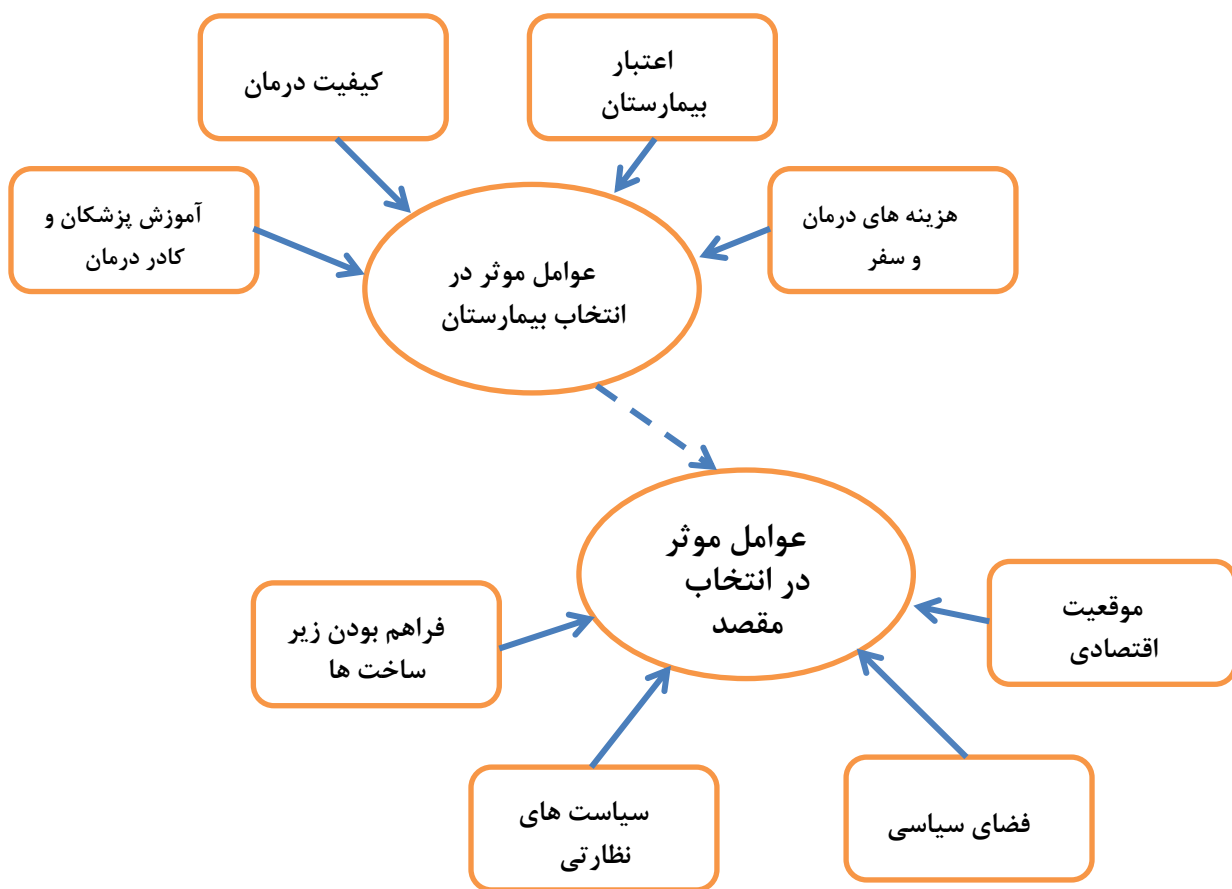 اعتبار
بیمارستان
کیفیت درمان
هزینه های درمان
و سفر
آموزش پزشکان و
کادر درمان
عوامل موثر در
انتخاب بیمارستان
عوامل موثر
در انتخاب
مقصد
موقعیت
اقتصادی
فراهم بودن زیر
ساخت ها
فضای سیاسی
سیاست های
نظارتی